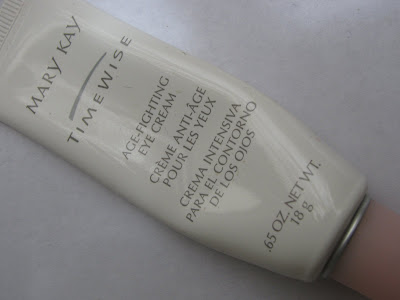 MARY KAY
TIMEWISE
AGE-FIGHTING
EYE CREAM
CRÈME ANTI-ÂGE
POUR LES YEUX
CREMA INTENSIVA
PARA EL CONTORNO
DE LOS OJOS
.65 OZ. NET WT.
18 g